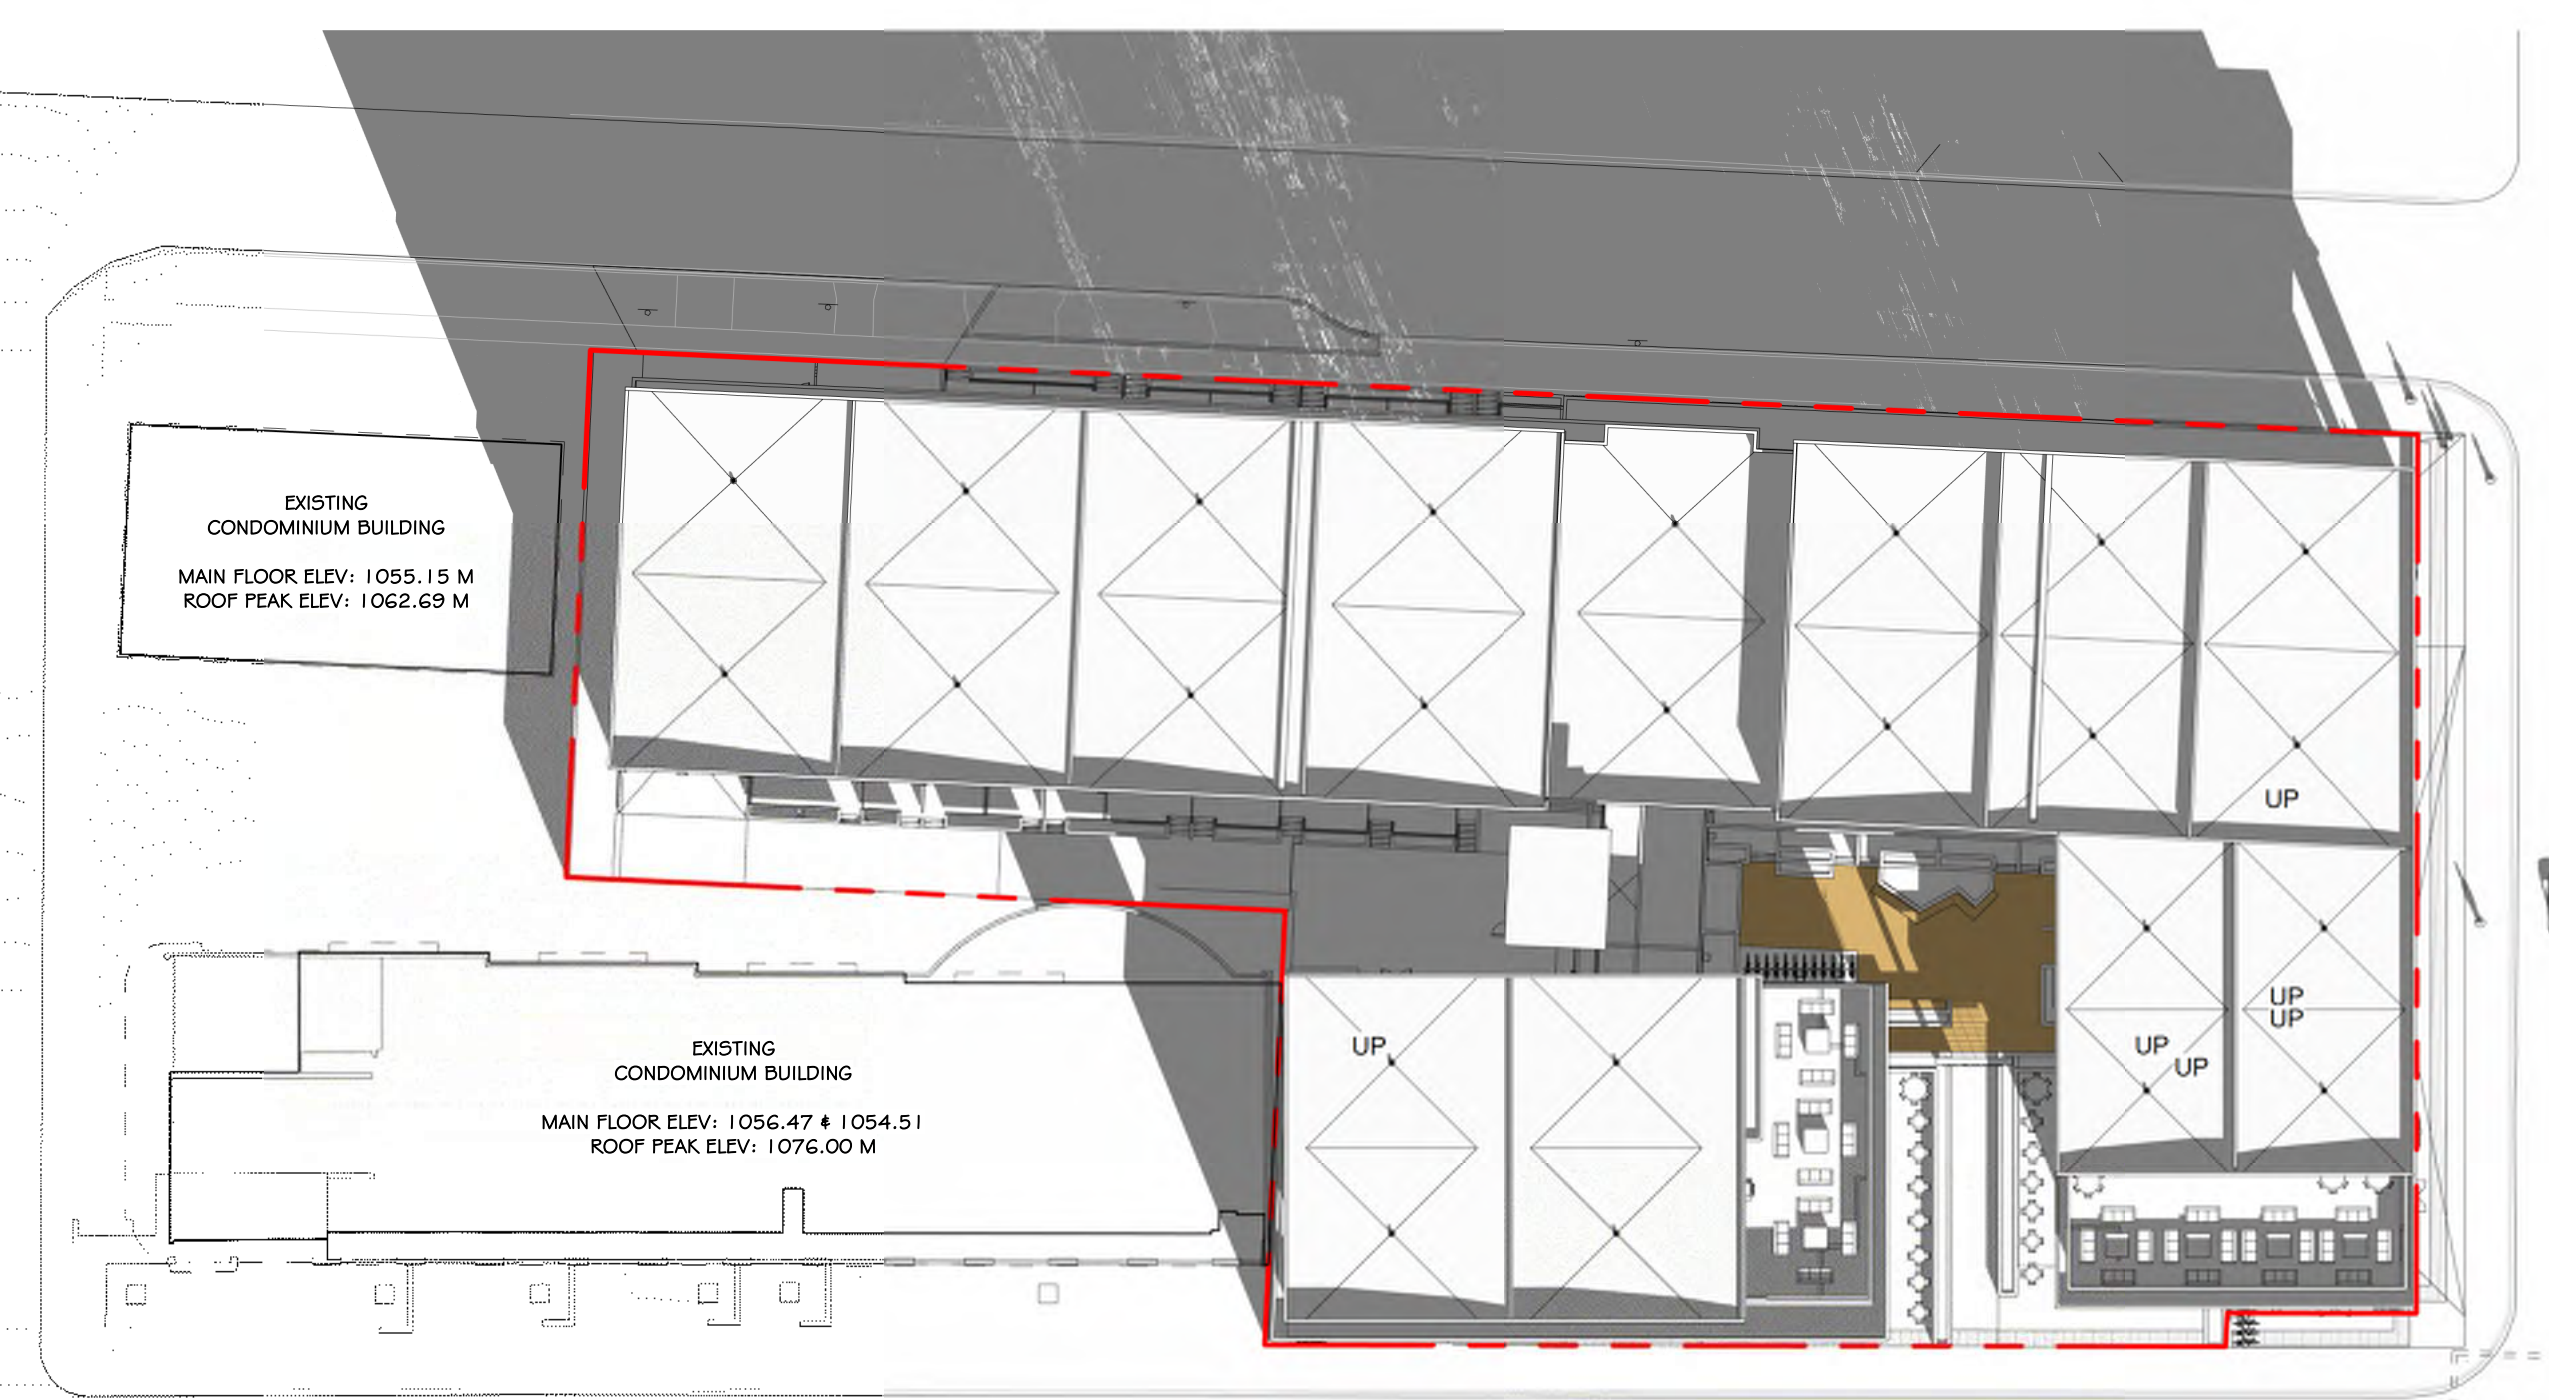 EXISTING
CONDOMINIUM BUILDING
MAIN FLOOR ELEV: 1055.15 M
ROOF PEAK ELEV: 1062.69 M
UP
EXISTING
CONDOMINIUM BUILDING
MAIN FLOOR ELEV: 1056.47 & 1054.51
ROOF PEAK ELEV: 1076.00 M
UP
UP
UP
UP
UP